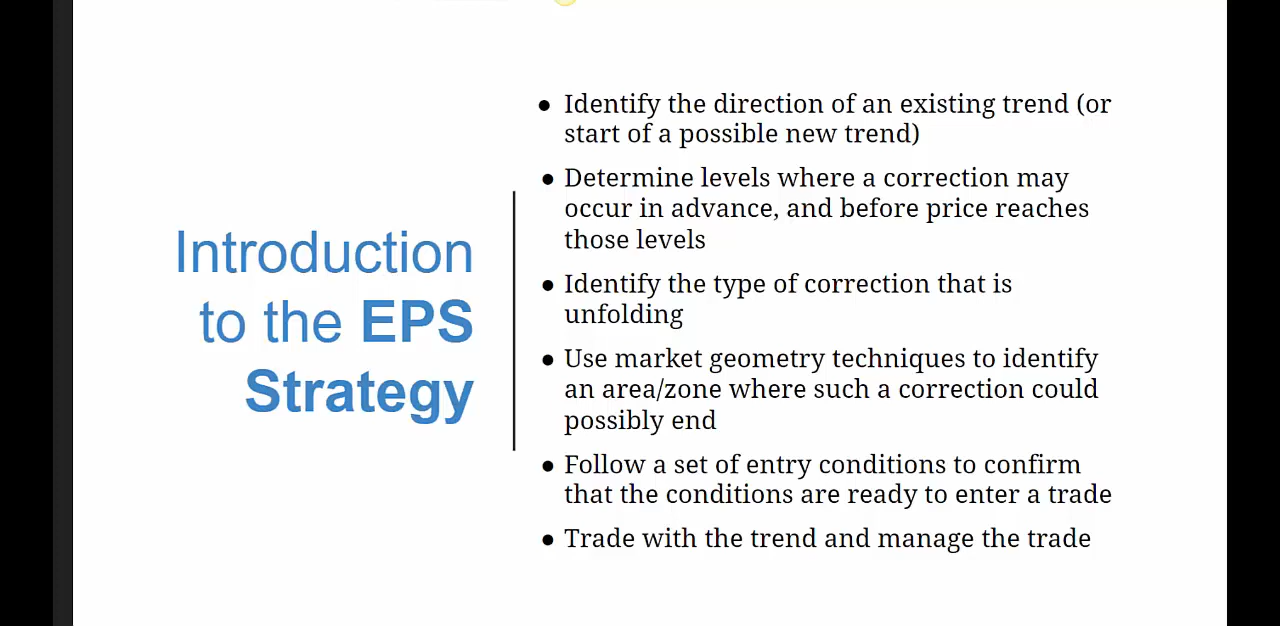 Introduction
to the EPS
Strategy
● Identify the direction of an existing trend (or
start of a possible new trend)
● Determine levels where a correction may
occur in advance, and before price reaches
those levels
● Identify the type of correction that is
unfolding
● Use market geometry techniques to identify
an area/zone where such a correction could
possibly end
● Follow a set of entry conditions to confirm
that the conditions are ready to enter a trade
● Trade with the trend and manage the trade